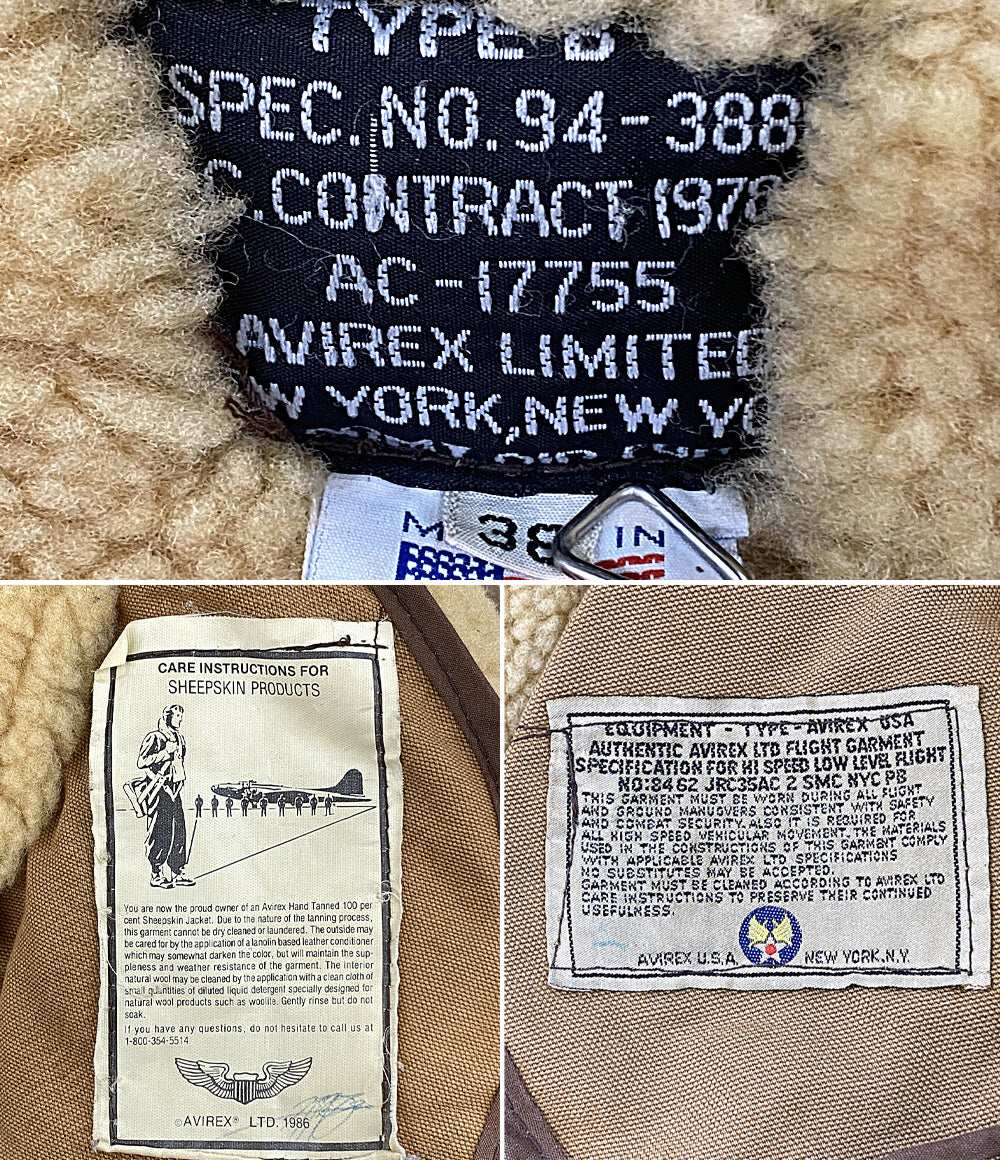 TYPE B
SPEC. NO. 94-388
C. CONTRACT 1978
AC-17755
AVIREX LIMITED
W YORK, NEW YO
M 38 IN
CARE INSTRUCTIONS FOR
SHEEPSKIN PRODUCTS
You are now the proud owner of an Avirex Hand Tanned 100 per
cent Sheepskin Jacket. Due to the nature of the tanning process,
this garment cannot be dry cleaned or laundered. The outside may
be cared for by the application of a lanolin based leather conditioner
which may somewhat darken the color, but will maintain the sup-
pleness and weather resistance of the garment. The interior
natural wool may be cleaned by the application with a clean cloth of
small quantities of diluted liquid detergent specially designed for
natural wool products such as woolite. Gently rinse but do not
soak.
If you have any questions, do not hesitate to call us at
1-800-354-5514
©AVIREX® LTD. 1986
EQUIPMENT - TYPE - AVIREX USA
AUTHENTIC AVIREX LTD FLIGHT GARMENT
SPECIFICATION FOR HI SPEED LOW LEVEL FLIGHT
NO:8462 JRC35AC 2 SMC NYC PB
THIS GARMENT MUST BE WORN DURING ALL FLIGHT
AND GROUND MANUOVERS CONSISTENT WITH SAFETY
AND COMBAT SECURITY. ALSO IT IS REQUIRED FOR
ALL HIGH SPEED VEHICULAR MOVEMENT. THE MATERIALS
USED IN THE CONSTRUCTIONS OF THIS GARMENT COMPLY
WITH APPLICABLE AVIREX LTD SPECIFICATIONS
NO SUBSTITUTES MAY BE ACCEPTED.
GARMENT MUST BE CLEANED ACCORDING TO AVIREX LTD
CARE INSTRUCTIONS TO PRESERVE THEIR CONTINUED
USEFULNESS.
AVIREX U.S.A. NEW YORK.N.Y.